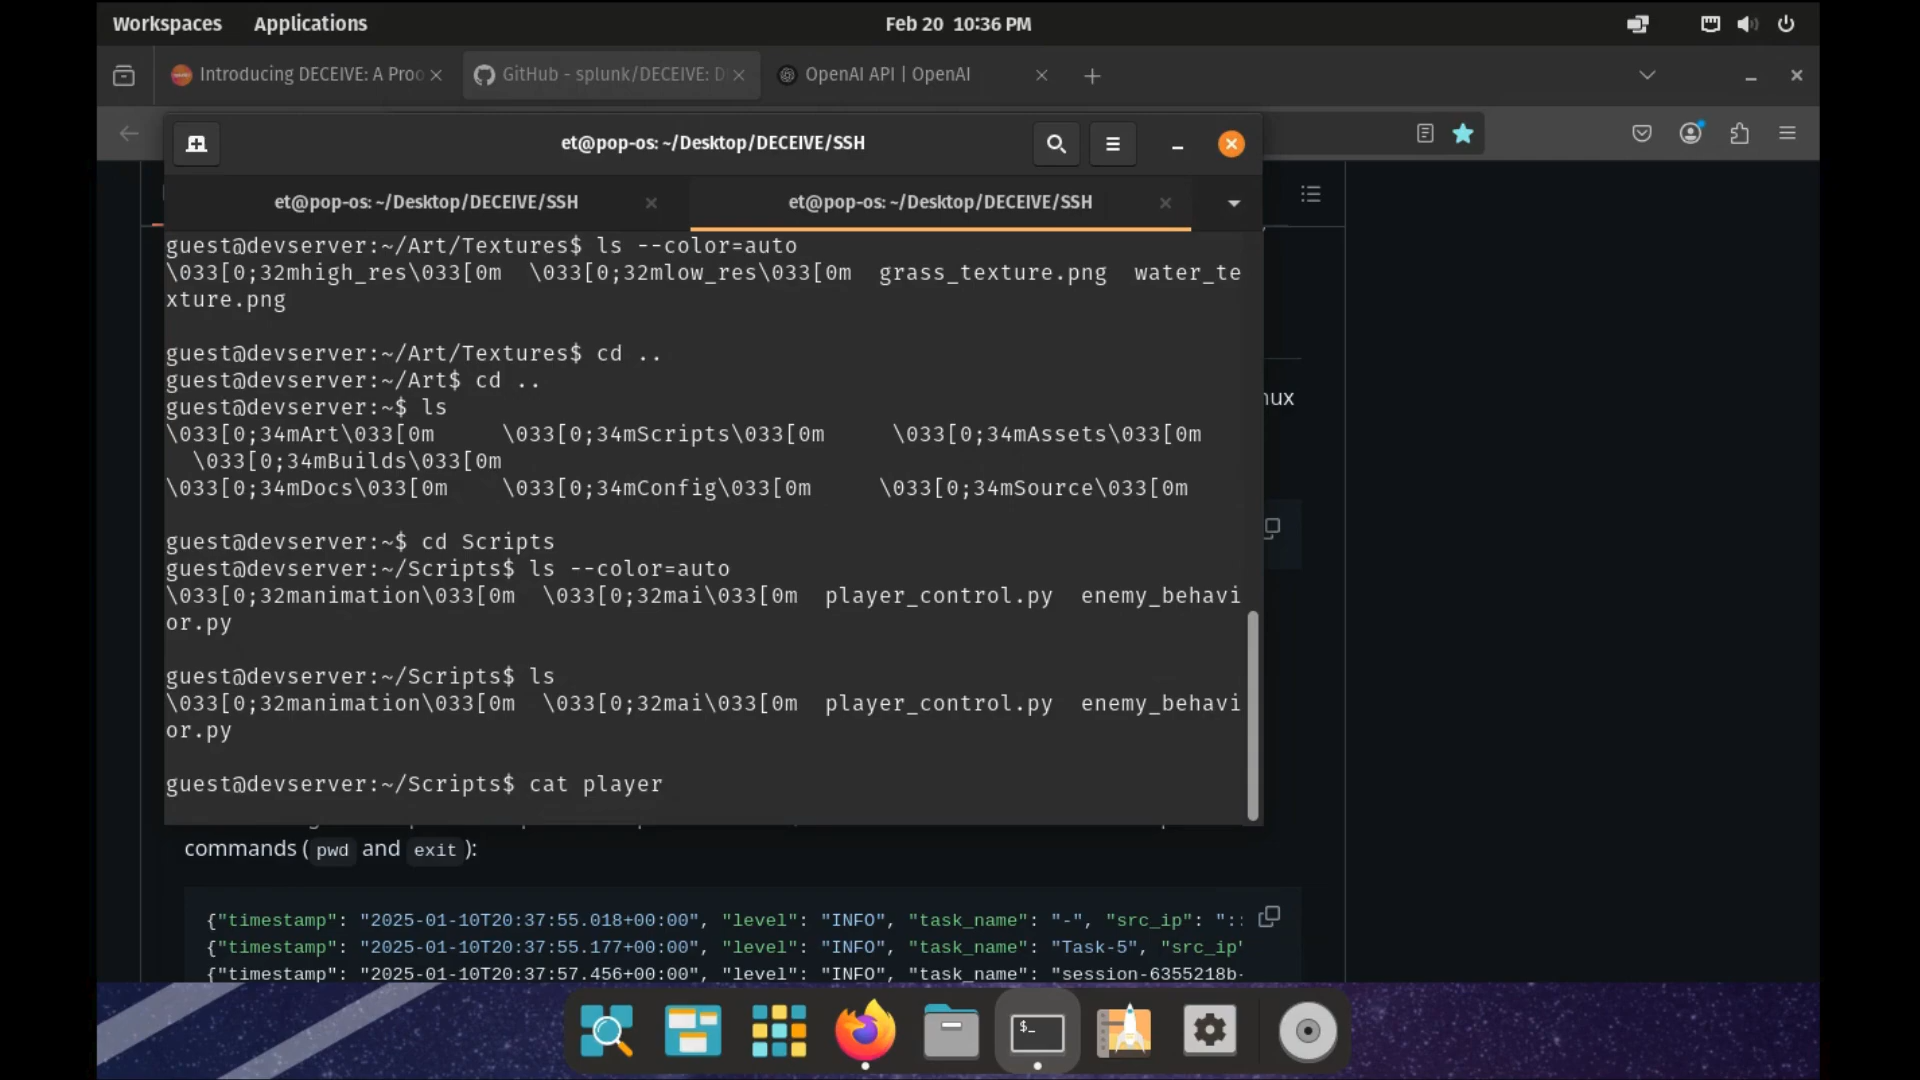 Workspaces Applications Feb 20 10:36 PM
Introducing DECEIVE: A Proo GitHub - splunk/DECEIVE: D OpenAI API | OpenAI
et@pop-os: ~/Desktop/DECEIVE/SSH
et@pop-os: ~/Desktop/DECEIVE/SSH et@pop-os: ~/Desktop/DECEIVE/SSH
guest@devserver:~/Art/Textures$ ls --color=auto
\033[0;32mhigh_res\033[0m \033[0;32mlow_res\033[0m grass_texture.png water_te
xture.png
guest@devserver:~/Art/Textures$ cd ..
guest@devserver:~/Art$ cd ..
guest@devserver:~$ ls
\033[0;34mArt\033[0m \033[0;34mScripts\033[0m \033[0;34mAssets\033[0m
\033[0;34mBuilds\033[0m
\033[0;34mDocs\033[0m \033[0;34mConfig\033[0m \033[0;34mSource\033[0m
guest@devserver:~$ cd Scripts
guest@devserver:~/Scripts$ ls --color=auto
\033[0;32manimation\033[0m \033[0;32mai\033[0m player_control.py enemy_behavi
or.py
guest@devserver:~/Scripts$ ls
\033[0;32manimation\033[0m \033[0;32mai\033[0m player_control.py enemy_behavi
or.py
guest@devserver:~/Scripts$ cat player
commands ( pwd and exit ):
{"timestamp": "2025-01-10T20:37:55.018+00:00", "level": "INFO", "task_name": "-", "src_ip": "::
{"timestamp": "2025-01-10T20:37:55.177+00:00", "level": "INFO", "task_name": "Task-5", "src_ip"
{"timestamp": "2025-01-10T20:37:57.456+00:00", "level": "INFO", "task_name": "session-6355218b-